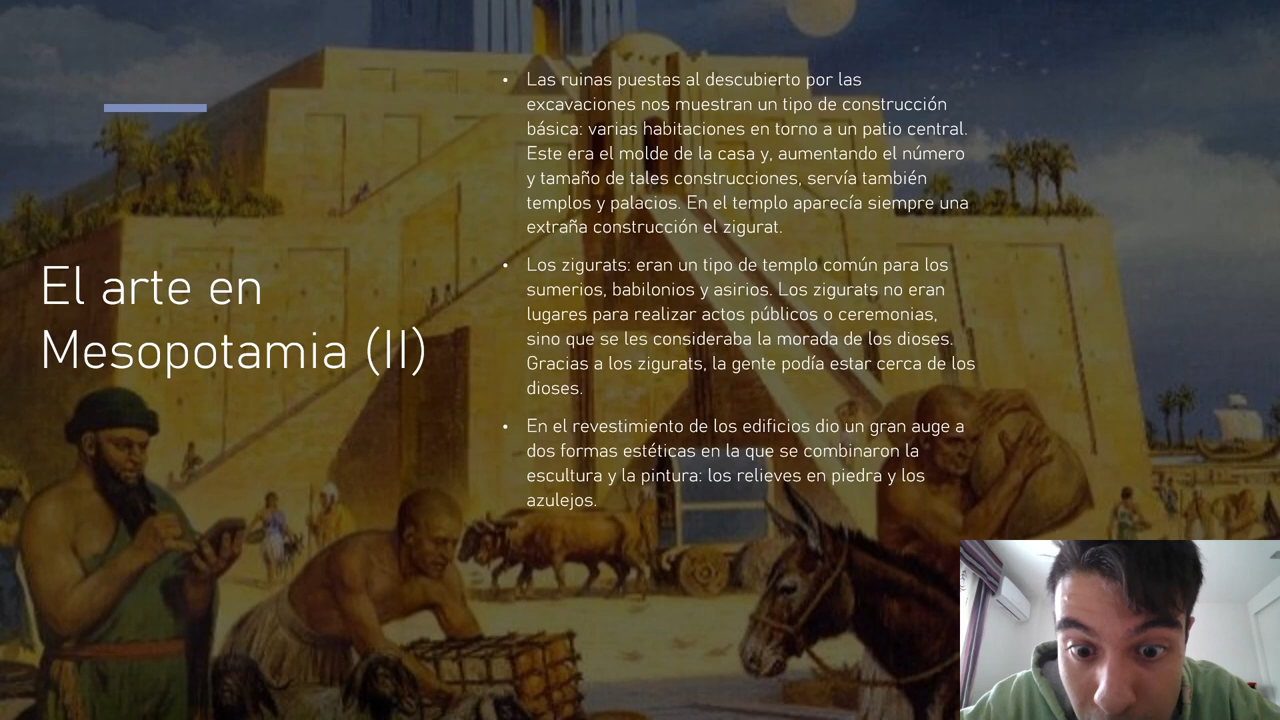 El arte en
Mesopotamia (II)
• Las ruinas puestas al descubierto por las
excavaciones nos muestran un tipo de construcción
básica: varias habitaciones en torno a un patio central.
Este era el molde de la casa y, aumentando el número
y tamaño de tales construcciones, servía también
templos y palacios. En el templo aparecía siempre una
extraña construcción el zigurat.
• Los zigurats: eran un tipo de templo común para los
sumerios, babilonios y asirios. Los zigurats no eran
lugares para realizar actos públicos o ceremonias,
sino que se les consideraba la morada de los dioses.
Gracias a los zigurats, la gente podía estar cerca de los
dioses.
• En el revestimiento de los edificios dio un gran auge a
dos formas estéticas en la que se combinaron la
escultura y la pintura: los relieves en piedra y los
azulejos.